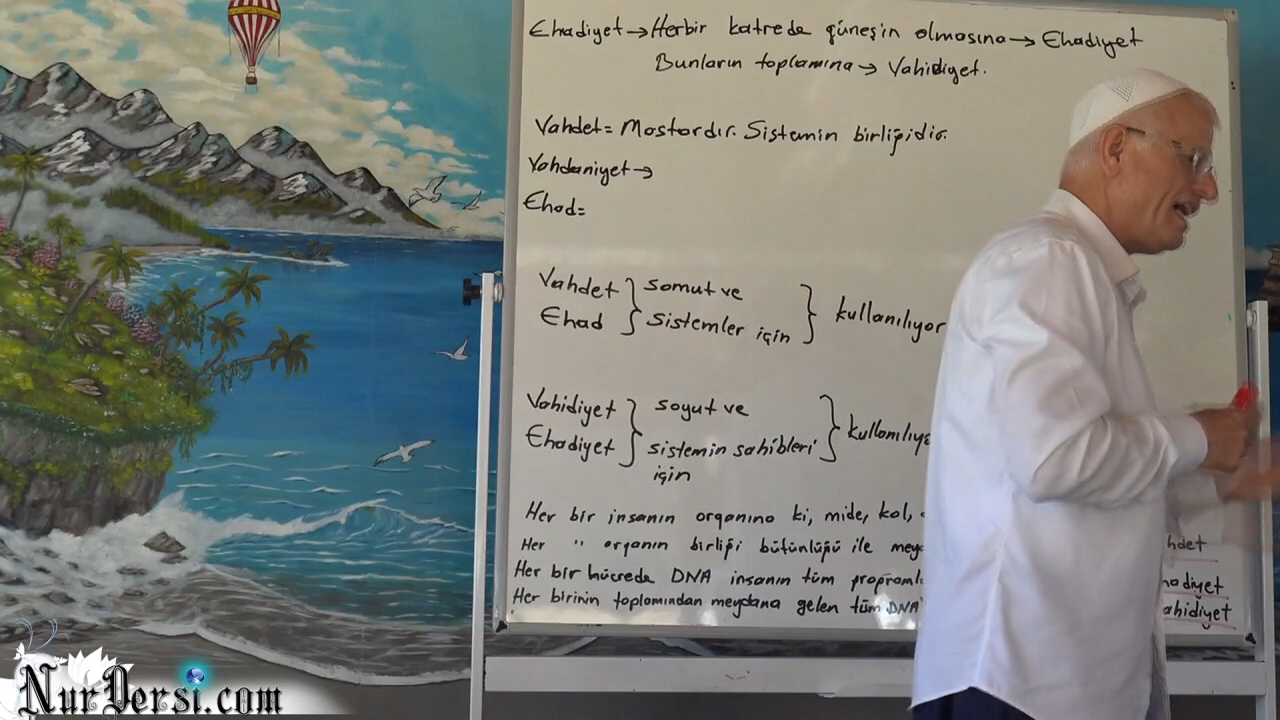 Ehadiyet → Herbir katrede güneşin olmasına → Ehadiyet
Bunların toplamına → Vahidiyet.
Vahdet = Mastardır. Sistemin birliğidir.
Vahdaniyet →
Ehad =
Vahdet } somut ve } kullanılıyor
Ehad } sistemler için
Vahidiyet } soyut ve } kullanılıy
Ehadiyet } sistemin sahibleri
için
Her bir insanın organına ki, mide, kol,
Her " organın birliği bütünlüğü ile mey hdet
Her bir hücrede DNA insanın tüm programla adiyet
Her birinin toplamından meydana gelen tüm DNA' ahidiyet
NurDersi.com